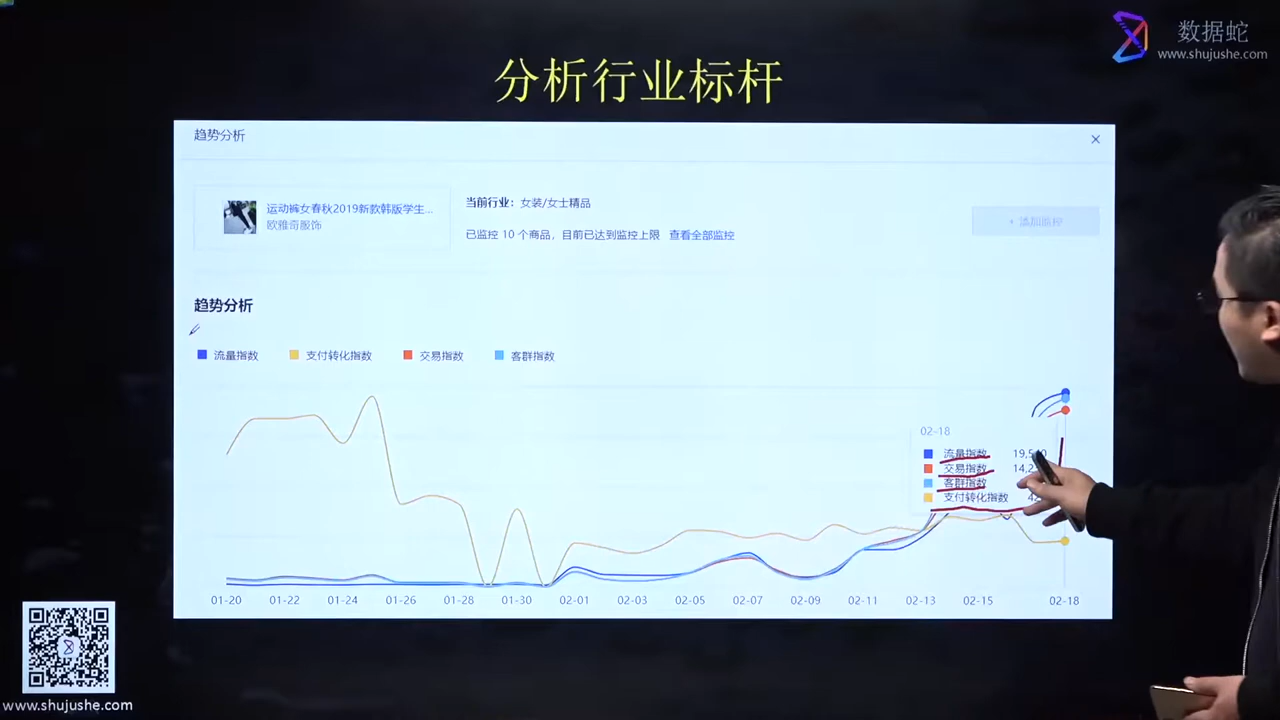 数据蛇
www.shujushe.com
分析行业标杆
趋势分析
×
运动裤女春秋2019新款韩版学生...
欧雅奇服饰
当前行业：女装/女士精品
已监控 10 个商品，目前已达到监控上限 查看全部监控
+ 添加监控
趋势分析
流量指数 支付转化指数 交易指数 客群指数
02-18
流量指数
交易指数
客群指数
支付转化指数
01-20 01-22 01-24 01-26 01-28 01-30 02-01 02-03 02-05 02-07 02-09 02-11 02-13 02-15 02-18
www.shujushe.com